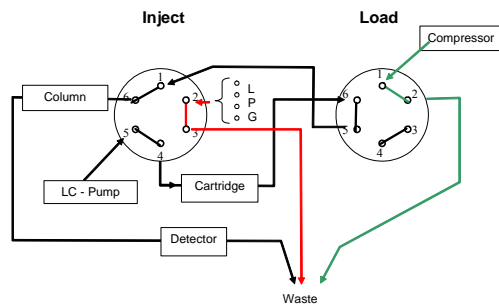 Inject
Load
Compressor
1
2
3
4
5
6
L
P
G
1
2
3
4
5
6
Column
LC - Pump
Cartridge
Detector
Waste